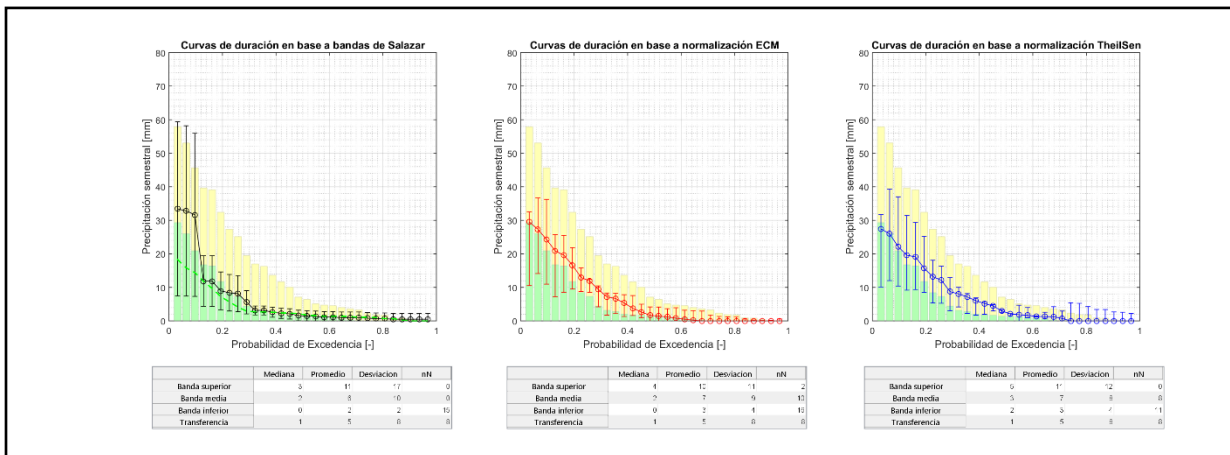 Curvas de duración en base a bandas de Salazar
Precipitación semestral [mm]
80
70
60
50
40
30
20
10
0
0 0.2 0.4 0.6 0.8 1
Probabilidad de Excedencia [-]
Mediana Promedio Desviacion nN
Banda superior 11 17 0
Banda media 2 10 0
Banda inferior 0 2 2
Transferencia 1 5 8 8
Curvas de duración en base a normalización ECM
Precipitación semestral [mm]
80
70
60
50
40
30
20
10
0
0 0.2 0.4 0.6 0.8 1
Probabilidad de Excedencia [-]
Mediana Promedio Desviacion nN
Banda superior 4 11 2
Banda media 2 7 9 10
Banda inferior 0 4
Transferencia 1 5 8 8
Curvas de duración en base a normalización TheilSen
Precipitación semestral [mm]
80
70
60
50
40
30
20
10
0
0 0.2 0.4 0.6 0.8 1
Probabilidad de Excedencia [-]
Mediana Promedio Desviacion nN
Banda superior 12 0
Banda media 7 8
Banda inferior 2 11
Transferencia 1 5 8 8